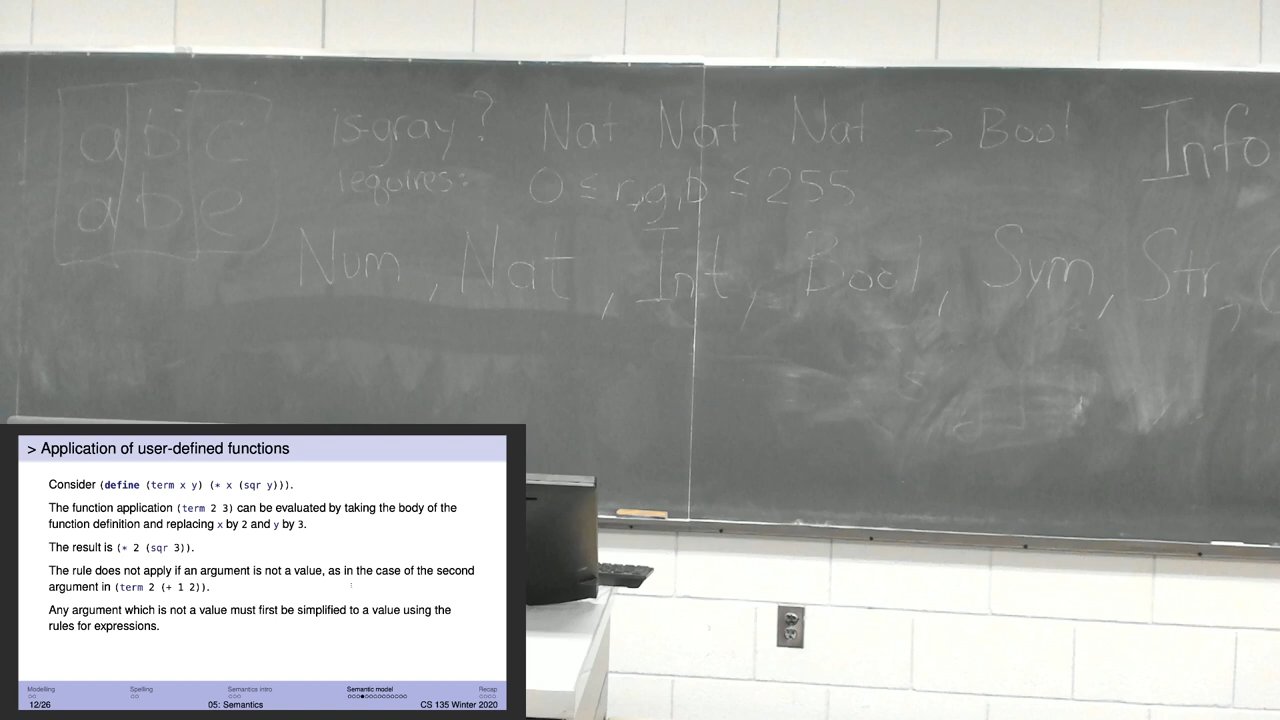 a b c
a b e
is-gray? Nat Nat Nat → Bool
requires: 0 ≤ r,g,b ≤ 255
Num, Nat, Int, Bool, Sym, Str,
Info
> Application of user-defined functions
Consider (define (term x y) (* x (sqr y))).
The function application (term 2 3) can be evaluated by taking the body of the
function definition and replacing x by 2 and y by 3.
The result is (* 2 (sqr 3)).
The rule does not apply if an argument is not a value, as in the case of the second
argument in (term 2 (+ 1 2)).
Any argument which is not a value must first be simplified to a value using the
rules for expressions.
Modelling Spelling Semantics intro Semantic model Recap
12/26 05: Semantics CS 135 Winter 2020